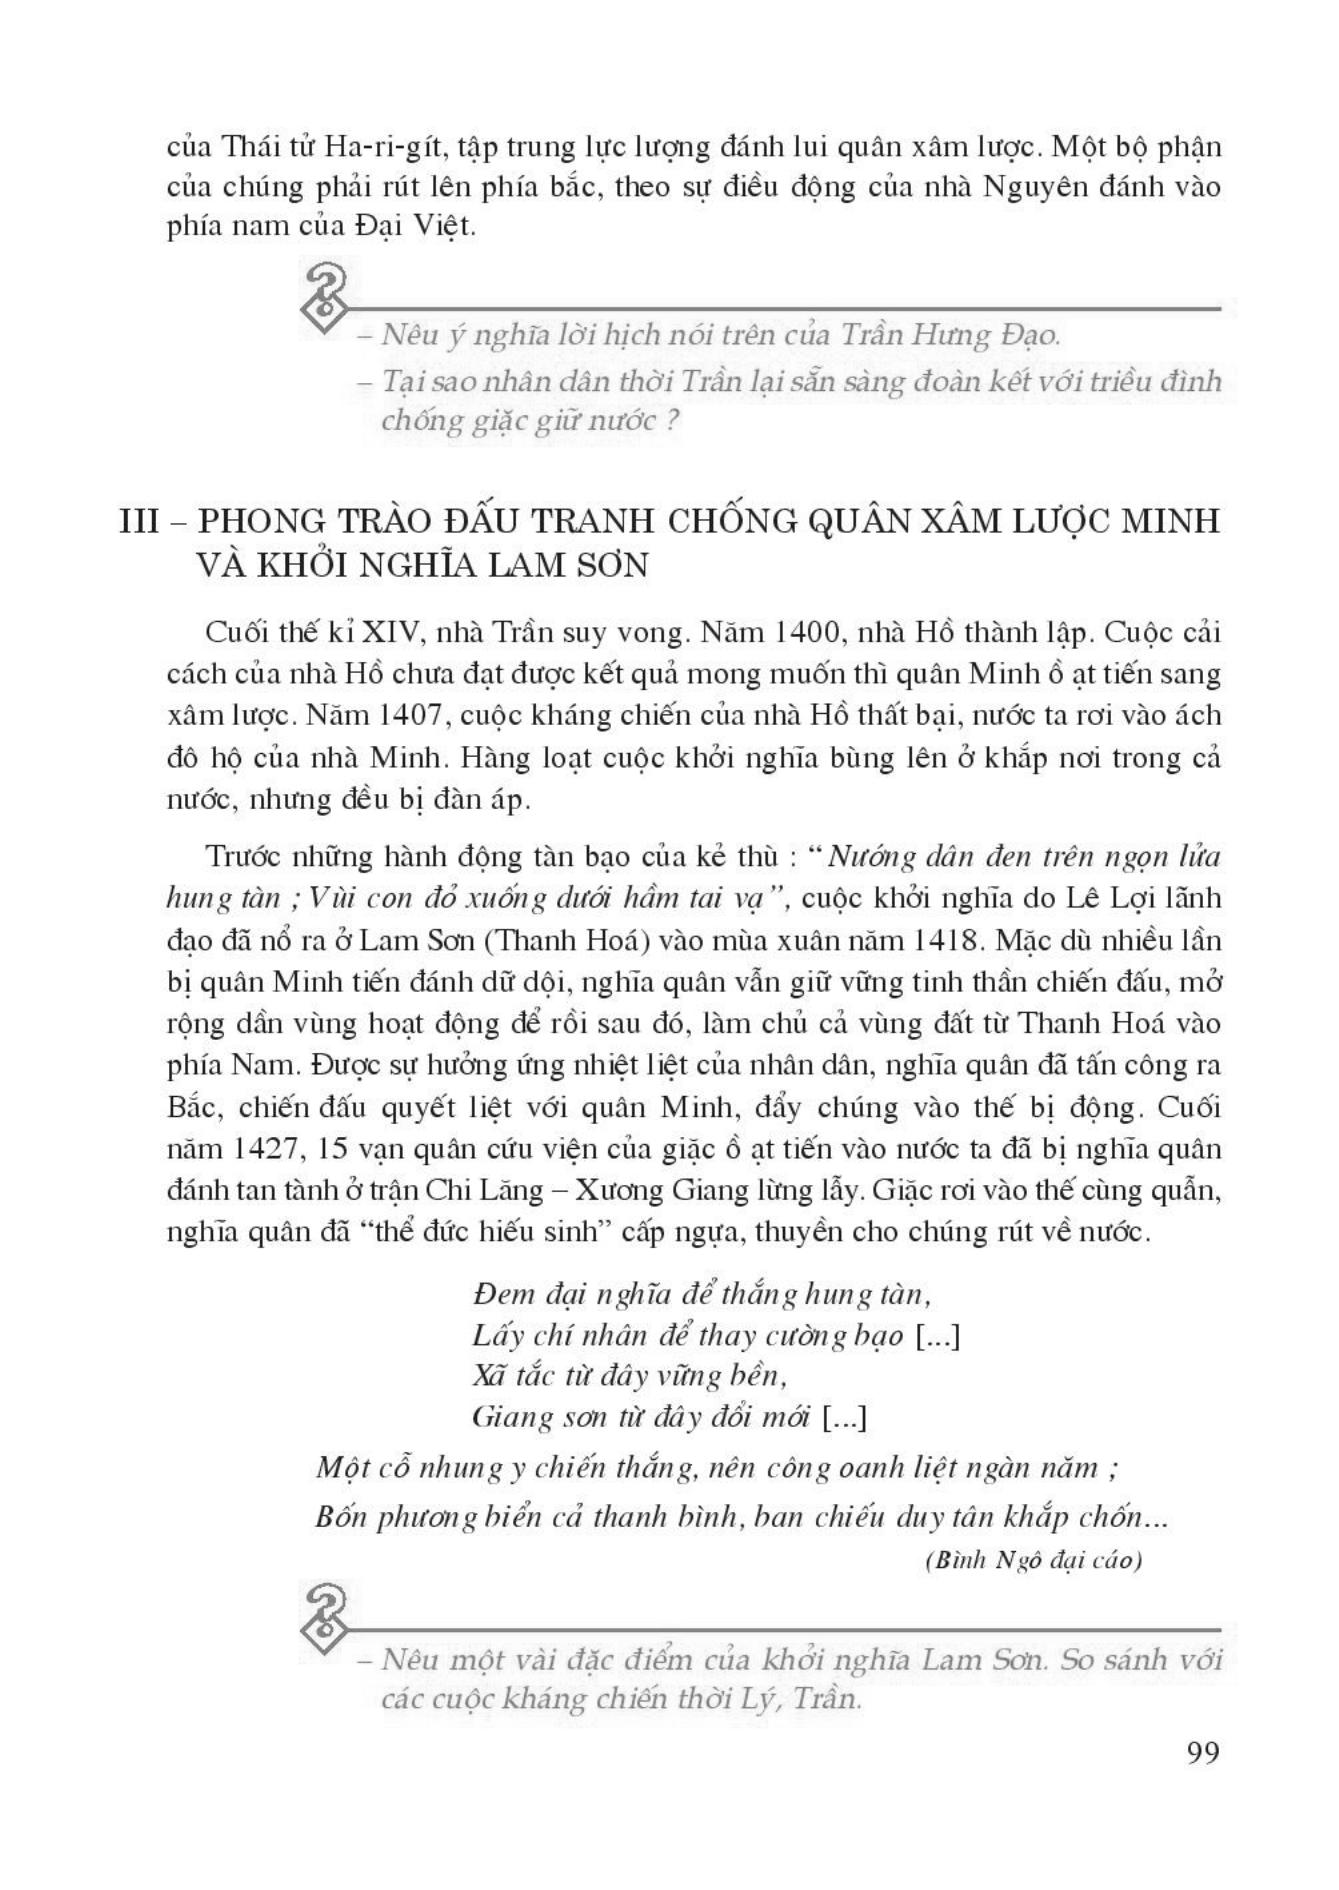 của Thái tử Ha-ri-gít, tập trung lực lượng đánh lui quân xâm lược. Một bộ phận
của chúng phải rút lên phía bắc, theo sự điều động của nhà Nguyên đánh vào
phía nam của Đại Việt.
– Nêu ý nghĩa lời hịch nói trên của Trần Hưng Đạo.
– Tại sao nhân dân thời Trần lại sẵn sàng đoàn kết với triều đình
chống giặc giữ nước ?
III – PHONG TRÀO ĐẤU TRANH CHỐNG QUÂN XÂM LƯỢC MINH
VÀ KHỞI NGHĨA LAM SƠN
Cuối thế kỉ XIV, nhà Trần suy vong. Năm 1400, nhà Hồ thành lập. Cuộc cải
cách của nhà Hồ chưa đạt được kết quả mong muốn thì quân Minh ồ ạt tiến sang
xâm lược. Năm 1407, cuộc kháng chiến của nhà Hồ thất bại, nước ta rơi vào ách
đô hộ của nhà Minh. Hàng loạt cuộc khởi nghĩa bùng lên ở khắp nơi trong cả
nước, nhưng đều bị đàn áp.
Trước những hành động tàn bạo của kẻ thù : “Nướng dân đen trên ngọn lửa
hung tàn ; Vùi con đỏ xuống dưới hầm tai vạ”, cuộc khởi nghĩa do Lê Lợi lãnh
đạo đã nổ ra ở Lam Sơn (Thanh Hoá) vào mùa xuân năm 1418. Mặc dù nhiều lần
bị quân Minh tiến đánh dữ dội, nghĩa quân vẫn giữ vững tinh thần chiến đấu, mở
rộng dần vùng hoạt động để rồi sau đó, làm chủ cả vùng đất từ Thanh Hoá vào
phía Nam. Được sự hưởng ứng nhiệt liệt của nhân dân, nghĩa quân đã tấn công ra
Bắc, chiến đấu quyết liệt với quân Minh, đẩy chúng vào thế bị động. Cuối
năm 1427, 15 vạn quân cứu viện của giặc ồ ạt tiến vào nước ta đã bị nghĩa quân
đánh tan tành ở trận Chi Lăng – Xương Giang lừng lẫy. Giặc rơi vào thế cùng quẫn,
nghĩa quân đã “thể đức hiếu sinh” cấp ngựa, thuyền cho chúng rút về nước.
Đem đại nghĩa để thắng hung tàn,
Lấy chí nhân để thay cường bạo [...]
Xã tắc từ đây vững bền,
Giang sơn từ đây đổi mới [...]
Một cỗ nhung y chiến thắng, nên công oanh liệt ngàn năm ;
Bốn phương biển cả thanh bình, ban chiếu duy tân khắp chốn...
(Bình Ngô đại cáo)
– Nêu một vài đặc điểm của khởi nghĩa Lam Sơn. So sánh với
các cuộc kháng chiến thời Lý, Trần.
99